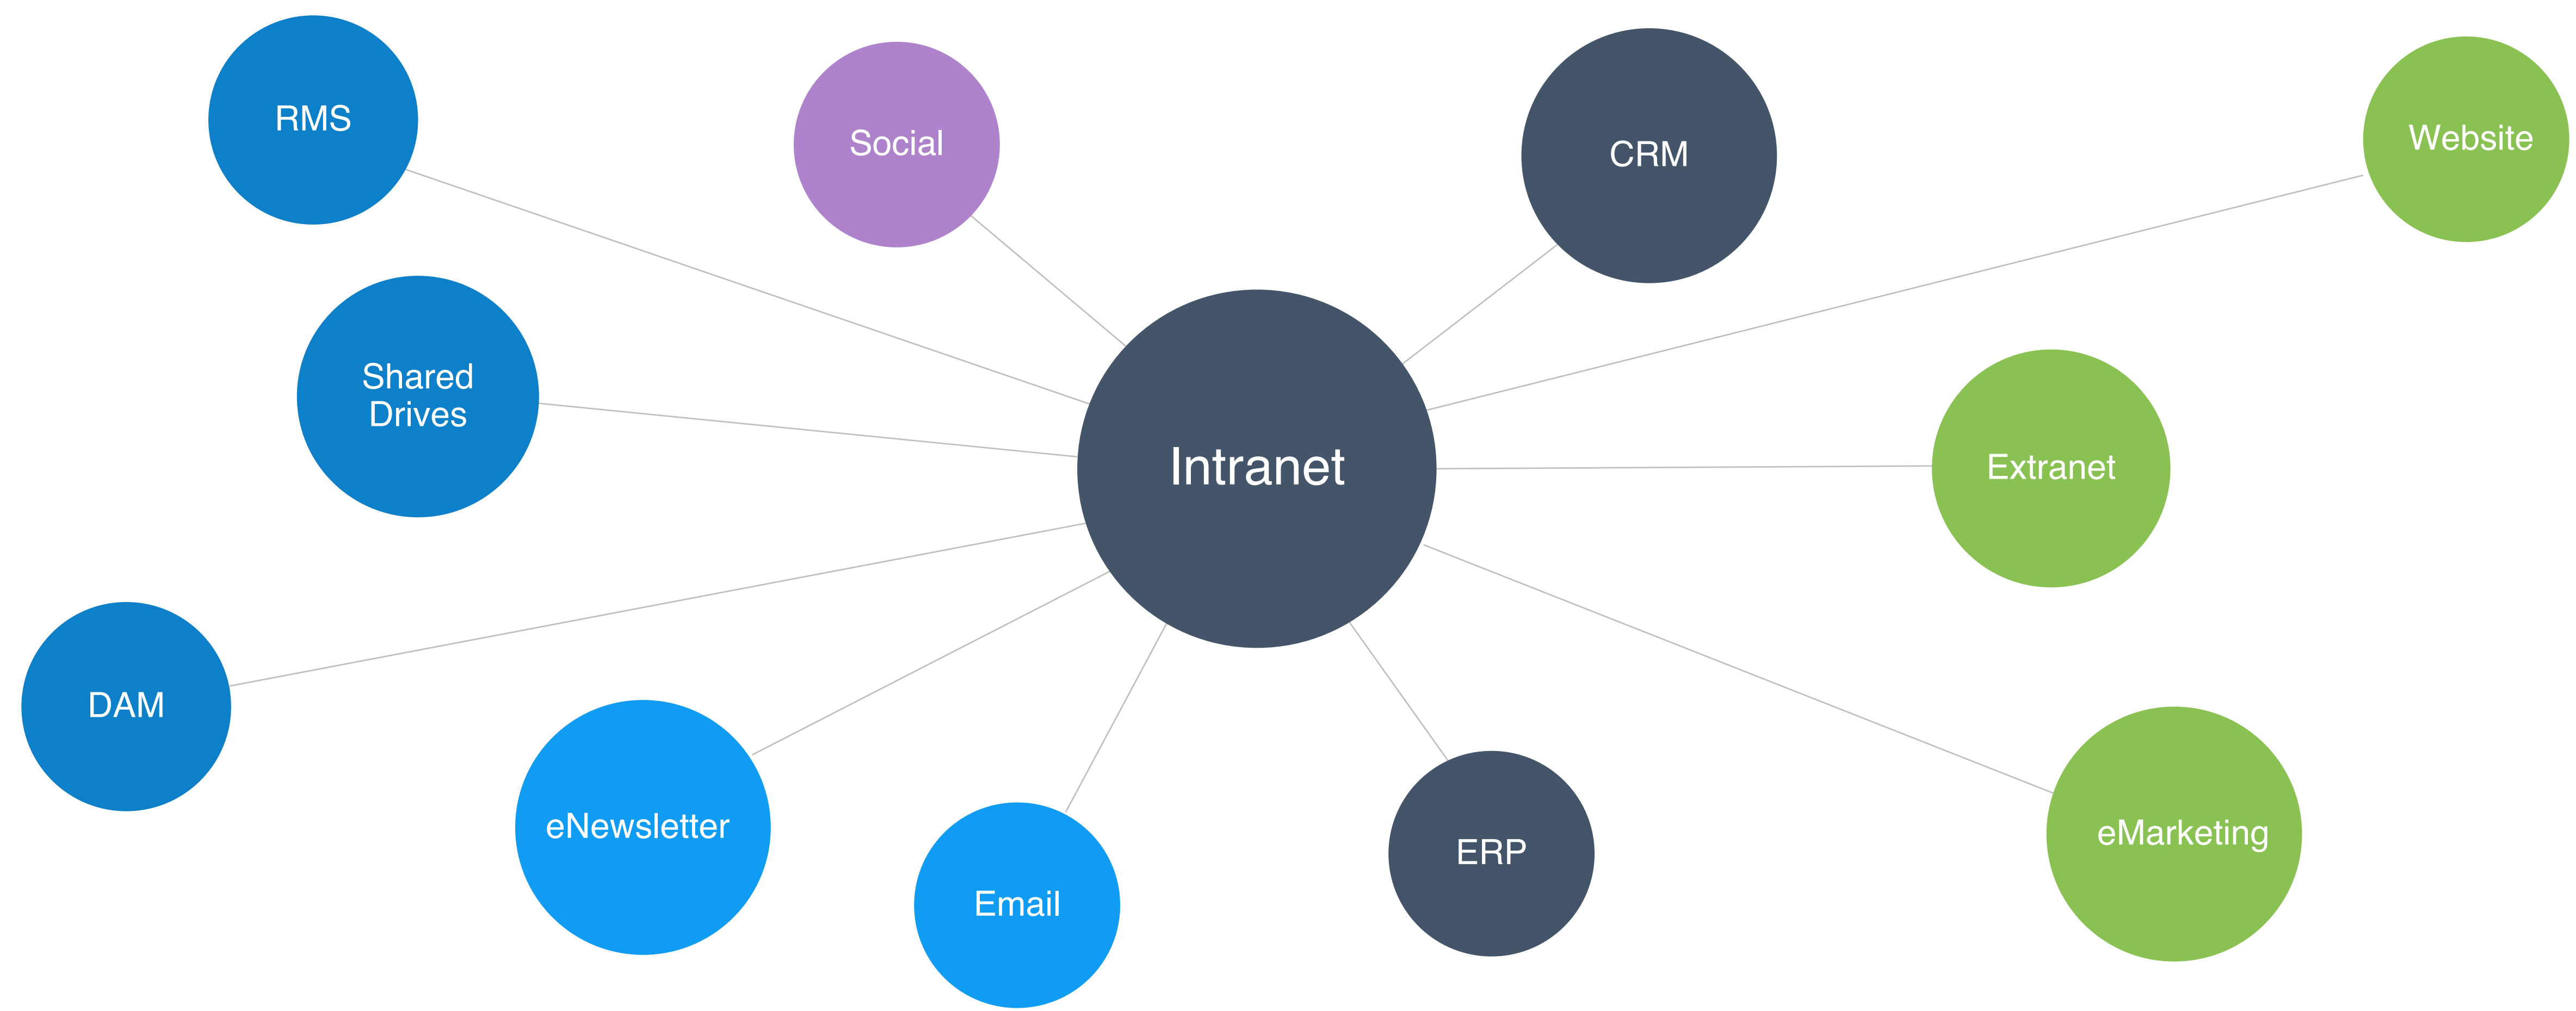 RMS
Social
CRM
Website
Shared
Drives
Intranet
Extranet
DAM
eNewsletter
Email
ERP
eMarketing